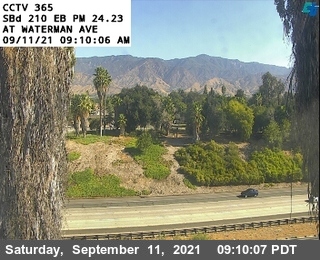 CCTV 365
SBd 210 EB PM 24.23
AT WATERMAN AVE
09/11/21 09:10:06 AM
Saturday, September 11, 2021 09:10:07 PDT